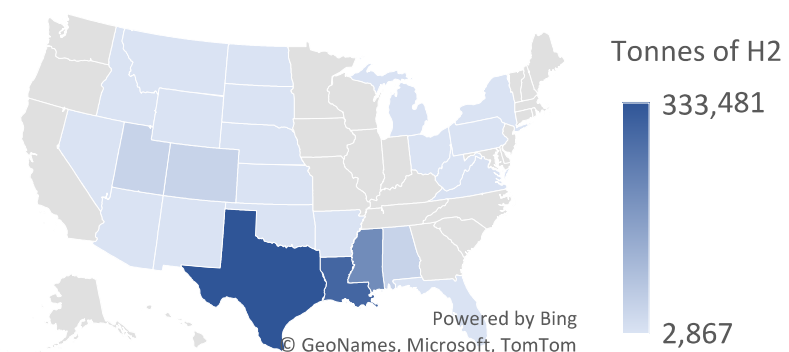 Tonnes of H2
333,481
2,867
Powered by Bing
© GeoNames, Microsoft, TomTom